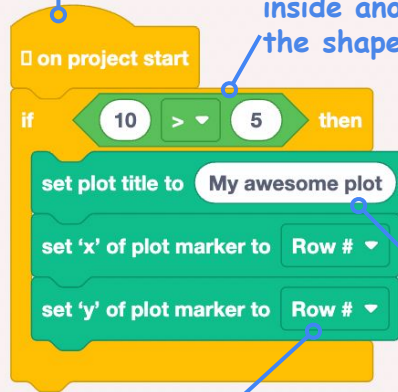 inside and
the shape
on project start
if 10 > 5 then
set plot title to My awesome plot
set ‘x’ of plot marker to Row #
set ‘y’ of plot marker to Row #